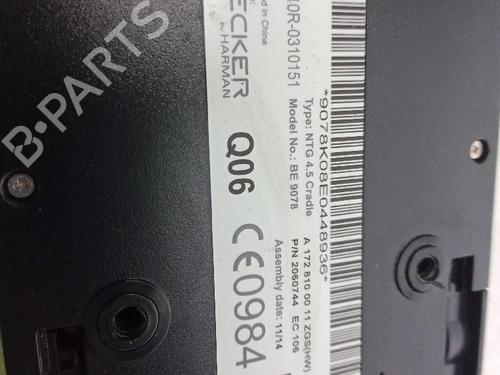 *9078K08E0448936*
Type: NTG 4.5 Cradle
Model No.: BE 9078
A 172 810 00 11 ZGS(HW)
P/N 2060744 EC 106
0R-0310151
in China
ECKER
by HARMAN
Q06 CE0984
Assembly date: 11/14
B-Parts